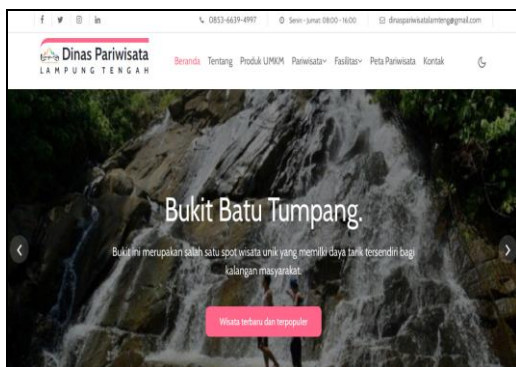 0853-6639-4997
Senin - Jumat: 08:00 - 16:00
dinaspariwisatalamteng@gmail.com
Dinas Pariwisata
LAMPUNG TENGAH
Beranda Tentang Produk UMKM Pariwisata Fasilitas Peta Pariwisata Kontak
Bukit Batu Tumpang.
Bukit ini merupakan salah satu spot wisata unik yang memilki daya tarik tersendiri bagi
kalangan masyarakat.
Wisata terbaru dan terpopuler